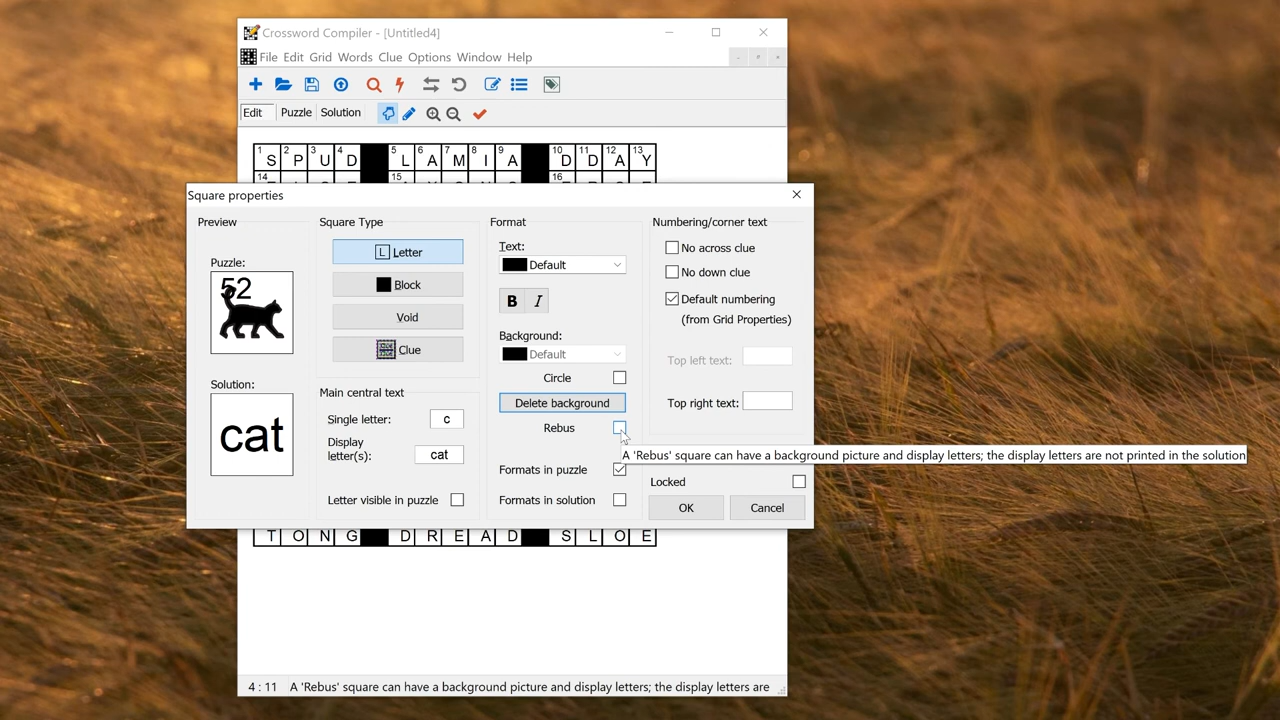 Crossword Compiler - [Untitled4]
File Edit Grid Words Clue Options Window Help
Edit Puzzle Solution
1 S 2 P 3 U 4 D 5 L 6 A 7 M 8 I 9 A 10 D 11 D 12 A 13 Y
14 15 16
Square properties
Preview
Puzzle:
52
Solution:
cat
Square Type
L Letter
Block
Void
Clue
Main central text
Single letter: c
Display
letter(s): cat
Letter visible in puzzle
Format
Text:
Default
B I
Background:
Default
Circle
Delete background
Rebus
Formats in puzzle
Formats in solution
Numbering/corner text
No across clue
No down clue
Default numbering
(from Grid Properties)
Top left text:
Top right text:
A 'Rebus' square can have a background picture and display letters; the display letters are not printed in the solution
Locked
OK Cancel
T O N G D R E A D S L O E
4 : 11 A 'Rebus' square can have a background picture and display letters; the display letters are